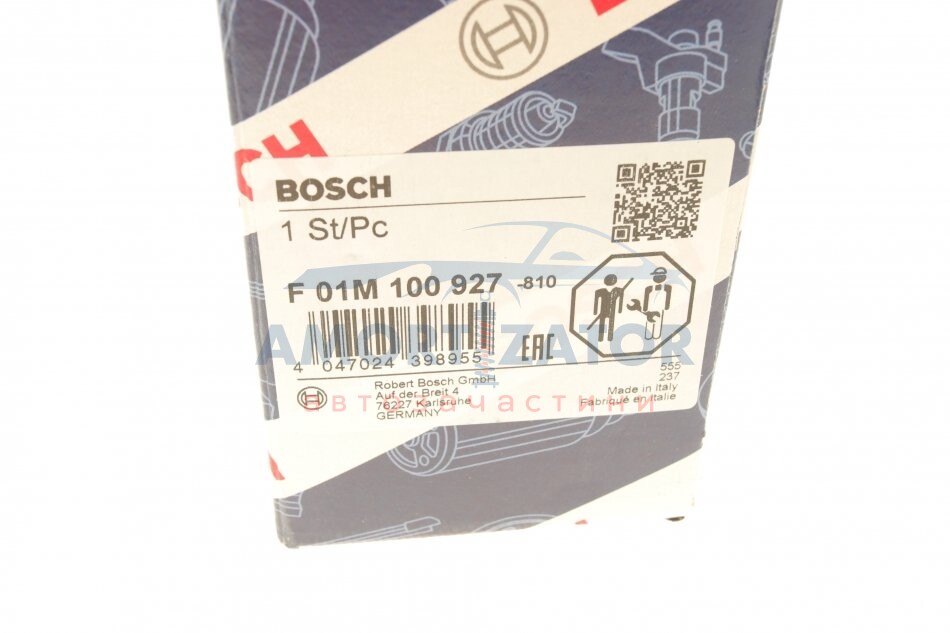 BOSCH
1 St/Pc
F 01M 100 927 -810
4 047024 398955
EAC
AMORTIZATOR
автозапчастини
Robert Bosch GmbH
Auf der Breit 4
76227 Karlsruhe
GERMANY
555
237
Made in Italy
Fabriqué en Italie